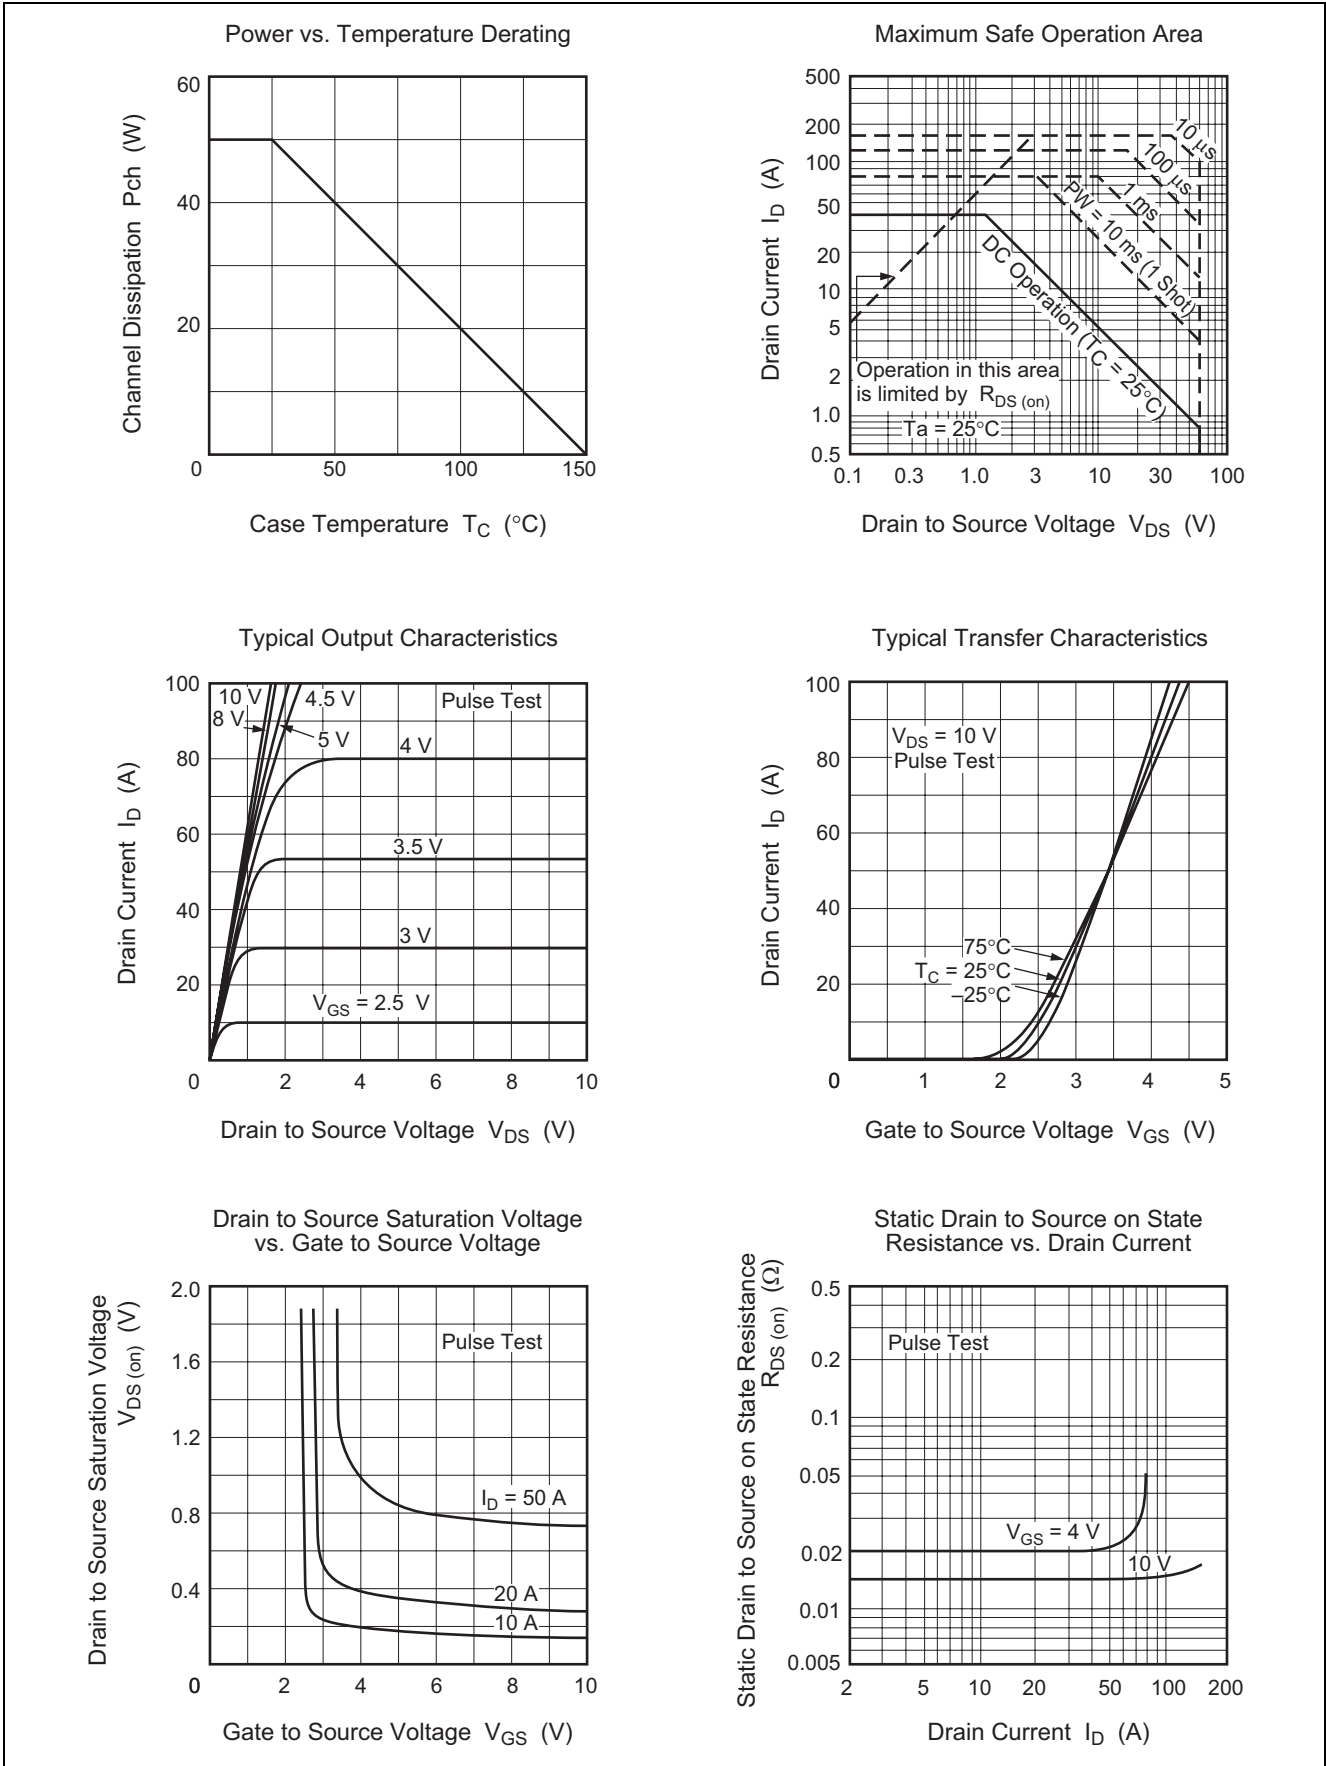 Power vs. Temperature Derating
Channel Dissipation Pch (W)
60
40
20
0
50
100
150
Case Temperature TC (°C)
Maximum Safe Operation Area
Drain Current ID (A)
500
200
100
50
20
10
5
2
1.0
0.5
10 μs
100 μs
1 ms
PW = 10 ms (1 Shot)
DC Operation (TC = 25°C)
Operation in this area
is limited by RDS (on)
Ta = 25°C
0.1
0.3
1.0
3
10
30
100
Drain to Source Voltage VDS (V)
Typical Output Characteristics
Drain Current ID (A)
100
80
60
40
20
0
10 V
8 V
4.5 V
5 V
Pulse Test
4 V
3.5 V
3 V
VGS = 2.5 V
2
4
6
8
10
Drain to Source Voltage VDS (V)
Typical Transfer Characteristics
Drain Current ID (A)
100
80
60
40
20
0
VDS = 10 V
Pulse Test
75°C
TC = 25°C
–25°C
1
2
3
4
5
Gate to Source Voltage VGS (V)
Drain to Source Saturation Voltage
vs. Gate to Source Voltage
Drain to Source Saturation Voltage
VDS (on) (V)
2.0
1.6
1.2
0.8
0.4
0
Pulse Test
ID = 50 A
20 A
10 A
2
4
6
8
10
Gate to Source Voltage VGS (V)
Static Drain to Source on State
Resistance vs. Drain Current
Static Drain to Source on State Resistance
RDS (on) (Ω)
0.5
0.2
0.1
0.05
0.02
0.01
0.005
Pulse Test
VGS = 4 V
10 V
2
5
10
20
50
100
200
Drain Current ID (A)